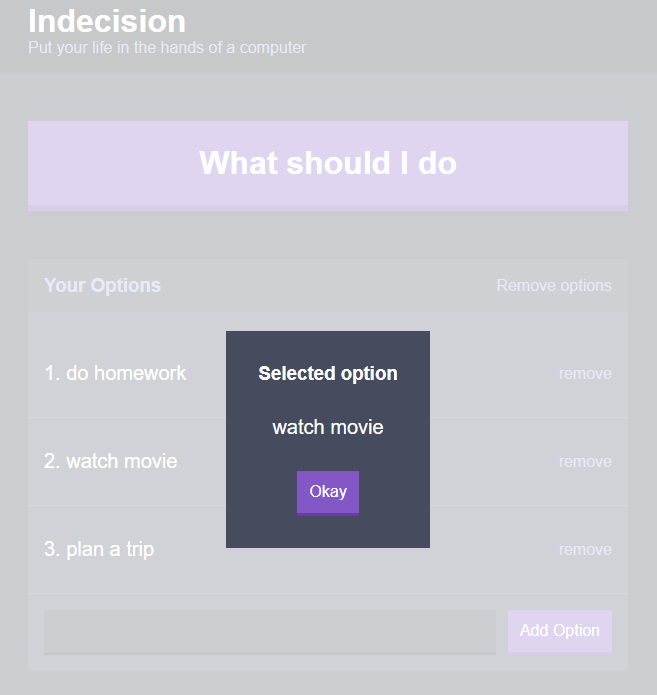 Indecision
Put your life in the hands of a computer
What should I do
Your Options
Remove options
1. do homework
remove
2. watch movie
remove
3. plan a trip
remove
Add Option
Selected option
watch movie
Okay